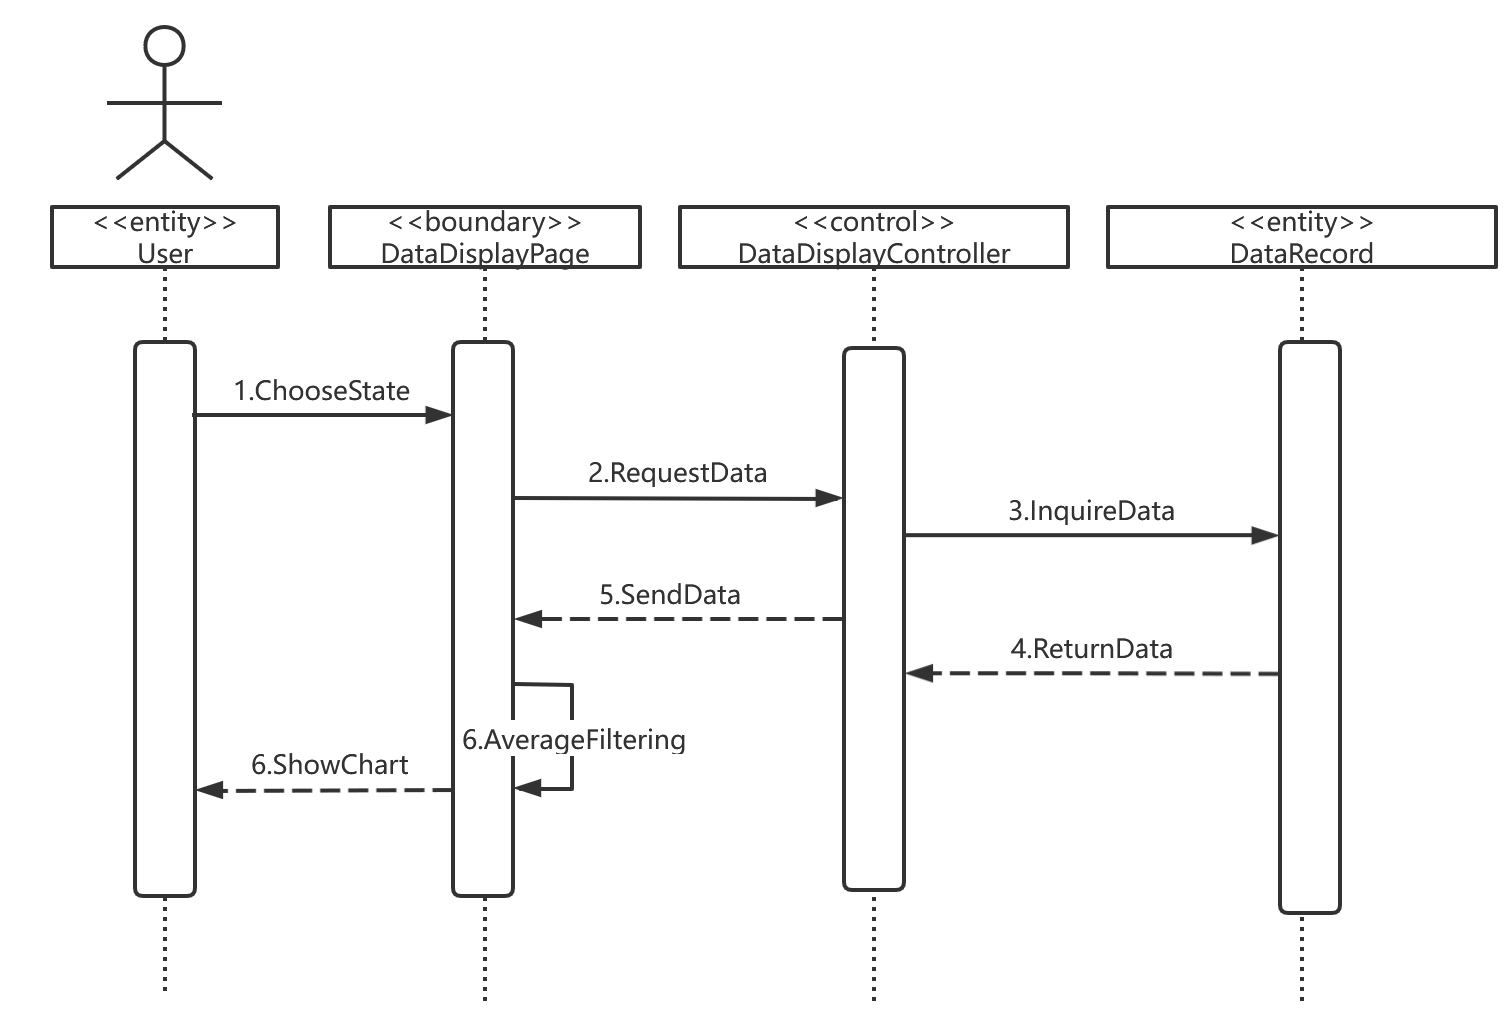 <<entity>>
User
<<boundary>>
DataDisplayPage
<<control>>
DataDisplayController
<<entity>>
DataRecord
1.ChooseState
2.RequestData
3.InquireData
5.SendData
4.ReturnData
6.AverageFiltering
6.ShowChart